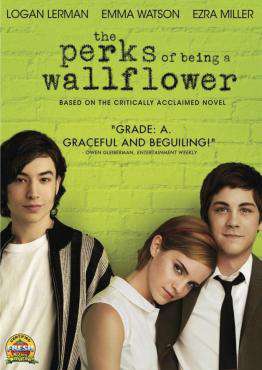 LOGAN LERMAN EMMA WATSON EZRA MILLER
the
perks of being a
wallflower
BASED ON THE CRITICALLY ACCLAIMED NOVEL
"GRADE: A.
GRACEFUL AND BEGUILING!"
OWEN GLEIBERMAN, ENTERTAINMENT WEEKLY
FRESH